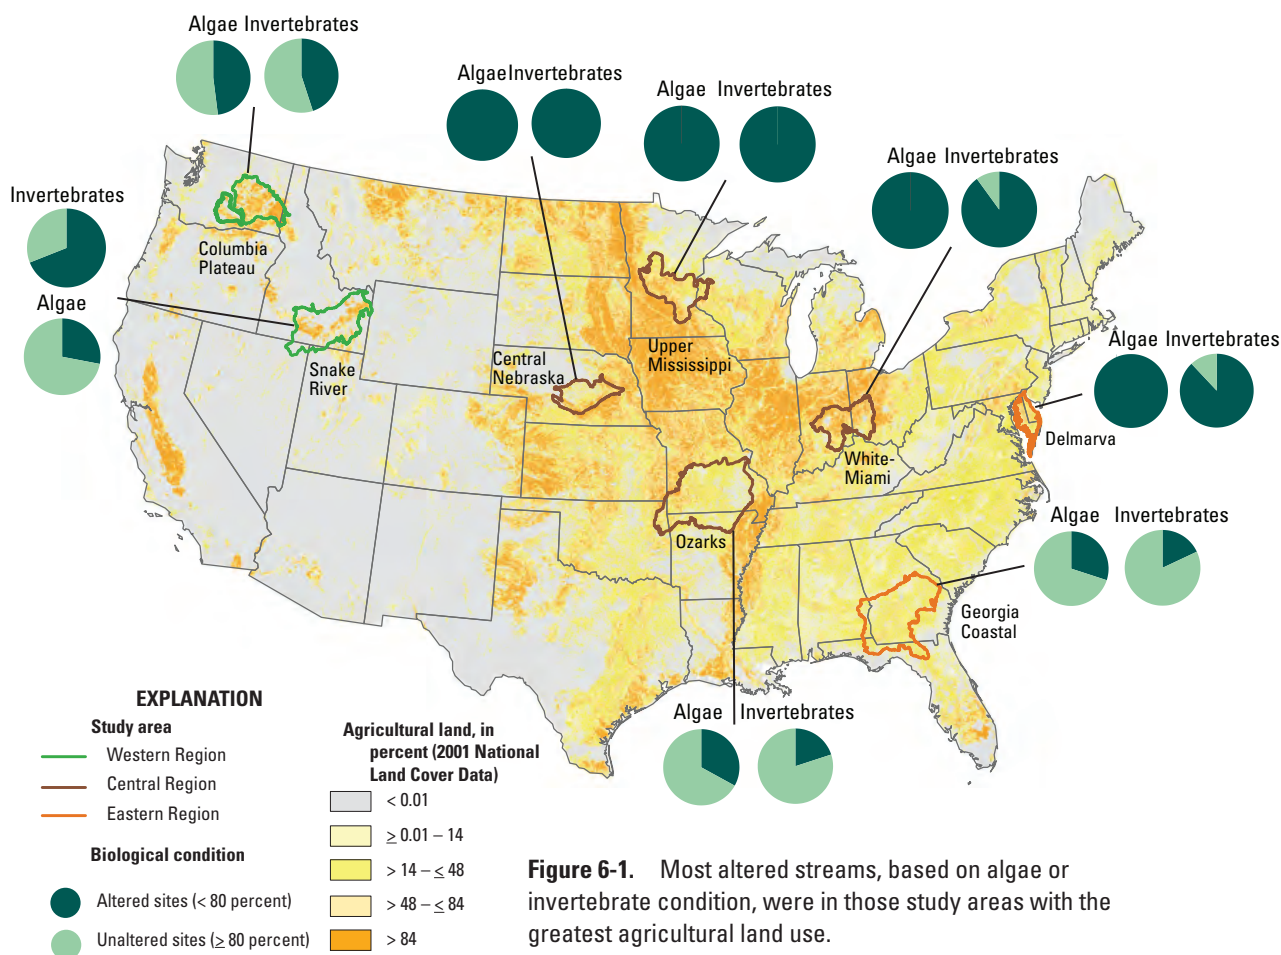 Algae Invertebrates
AlgaeInvertebrates
Algae Invertebrates
Algae Invertebrates
Invertebrates
Algae
Columbia
Plateau
Snake
River
Central
Nebraska
Upper
Mississippi
White-
Miami
Algae Invertebrates
Delmarva
Ozarks
Algae Invertebrates
Georgia
Coastal
Algae Invertebrates
EXPLANATION
Study area
Western Region
Central Region
Eastern Region
Biological condition
Altered sites (< 80 percent)
Unaltered sites (≥ 80 percent)
Agricultural land, in
percent (2001 National
Land Cover Data)
< 0.01
≥ 0.01 – 14
> 14 – ≤ 48
> 48 – ≤ 84
> 84
Figure 6-1. Most altered streams, based on algae or
invertebrate condition, were in those study areas with the
greatest agricultural land use.